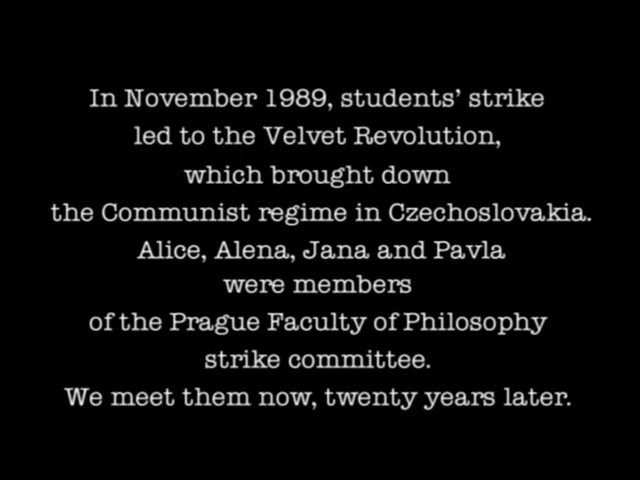 In November 1989, students’ strike
led to the Velvet Revolution,
which brought down
the Communist regime in Czechoslovakia.
Alice, Alena, Jana and Pavla
were members
of the Prague Faculty of Philosophy
strike committee.
We meet them now, twenty years later.